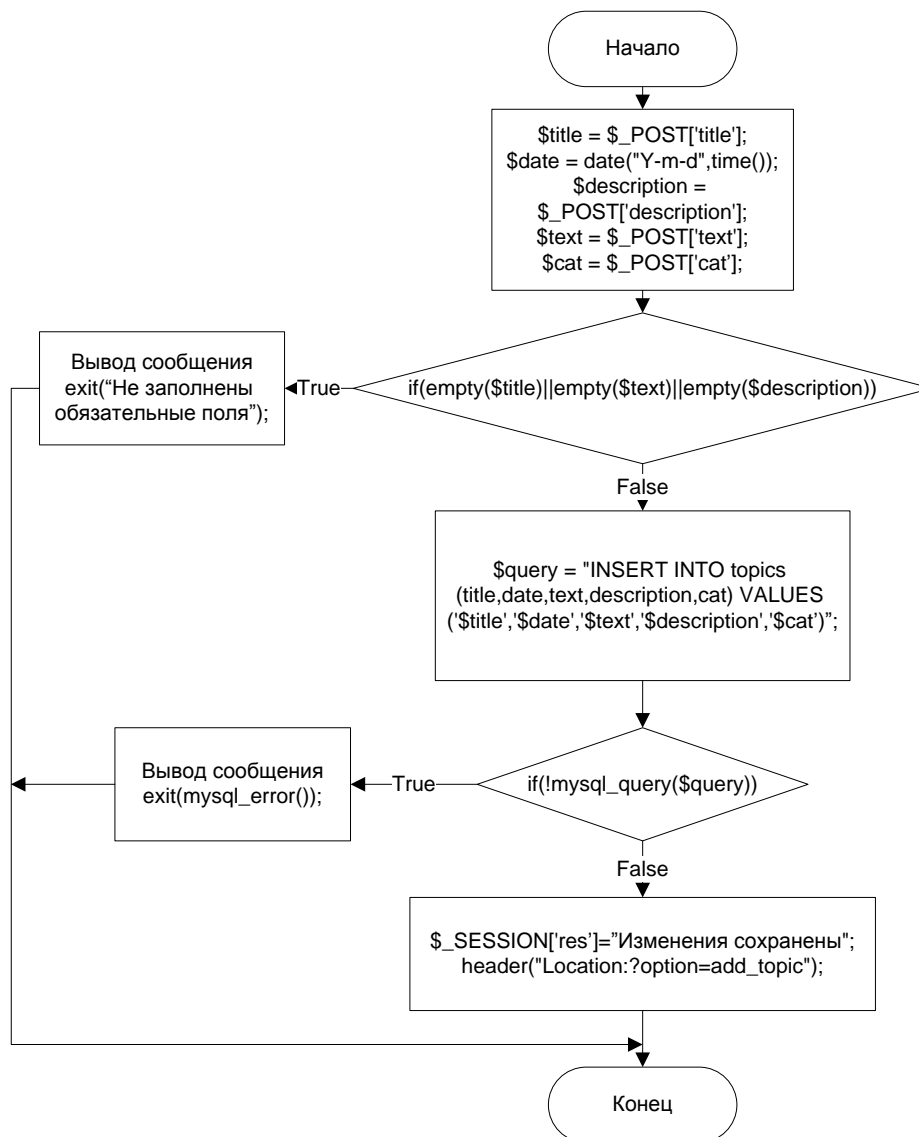 Начало
$title = $_POST['title'];
$date = date("Y-m-d",time());
$description =
$_POST['description'];
$text = $_POST['text'];
$cat = $_POST['cat’];
Вывод сообщения
exit(“Не заполнены
обязательные поля”);
True
if(empty($title)||empty($text)||empty($description))
False
$query = "INSERT INTO topics
(title,date,text,description,cat) VALUES
('$title','$date','$text','$description','$cat’)”;
Вывод сообщения
exit(mysql_error());
True
if(!mysql_query($query))
False
$_SESSION['res’]=”Изменения сохранены";
header("Location:?option=add_topic");
Конец